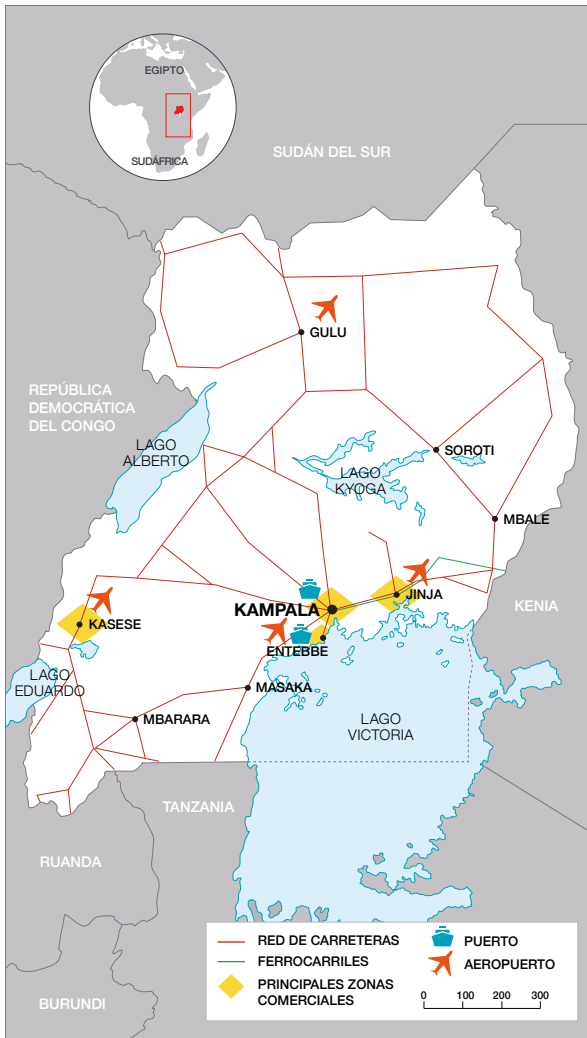 EGIPTO
SUDÁFRICA
SUDÁN DEL SUR
GULU
REPÚBLICA
DEMOCRÁTICA
DEL CONGO
LAGO
ALBERTO
LAGO
KYOGA
SOROTI
MBALE
KAMPALA
JINJA
KENIA
KASESE
ENTEBBE
LAGO
EDUARDO
MASAKA
MBARARA
LAGO
VICTORIA
TANZANIA
RUANDA
BURUNDI
RED DE CARRETERAS
FERROCARRILES
PRINCIPALES ZONAS
COMERCIALES
PUERTO
AEROPUERTO
0 100 200 300